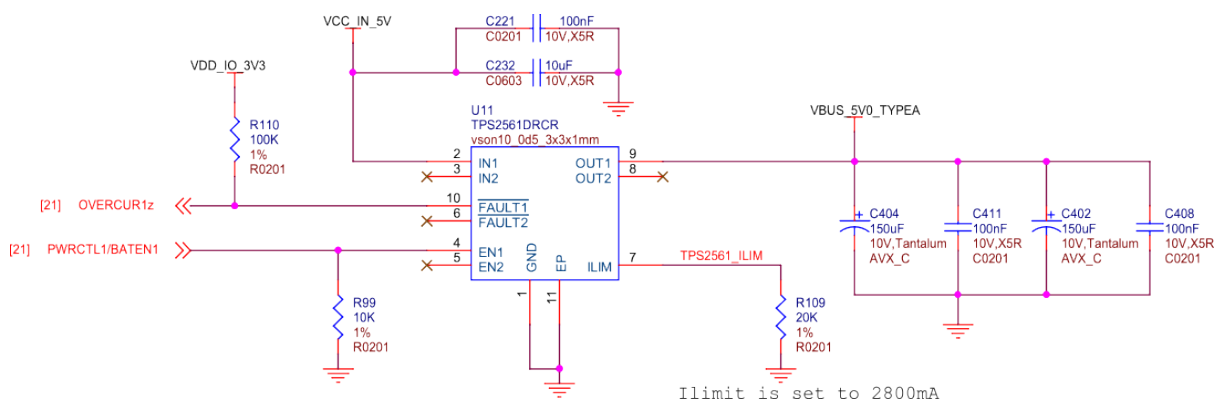 VCC_IN_5V
C221 100nF
C0201 10V,X5R
C232 10uF
C0603 10V,X5R
VDD_IO_3V3
R110
100K
1%
R0201
U11
TPS2561DRCR
vson10_0d5_3x3x1mm
VBUS_5V0_TYPEA
2 IN1 OUT1 9
3 IN2 OUT2 8
[21] OVERCUR1z 10 FAULT1
6 FAULT2
[21] PWRCTL1/BATEN1 4 EN1
5 EN2 GND EP ILIM 7 TPS2561_ILIM
1 11
R99
10K
1%
R0201
R109
20K
1%
R0201
C404
150uF
10V,Tantalum
AVX_C
C411
100nF
10V,X5R
C0201
C402
150uF
10V,Tantalum
AVX_C
C408
100nF
10V,X5R
C0201
Ilimit is set to 2800mA